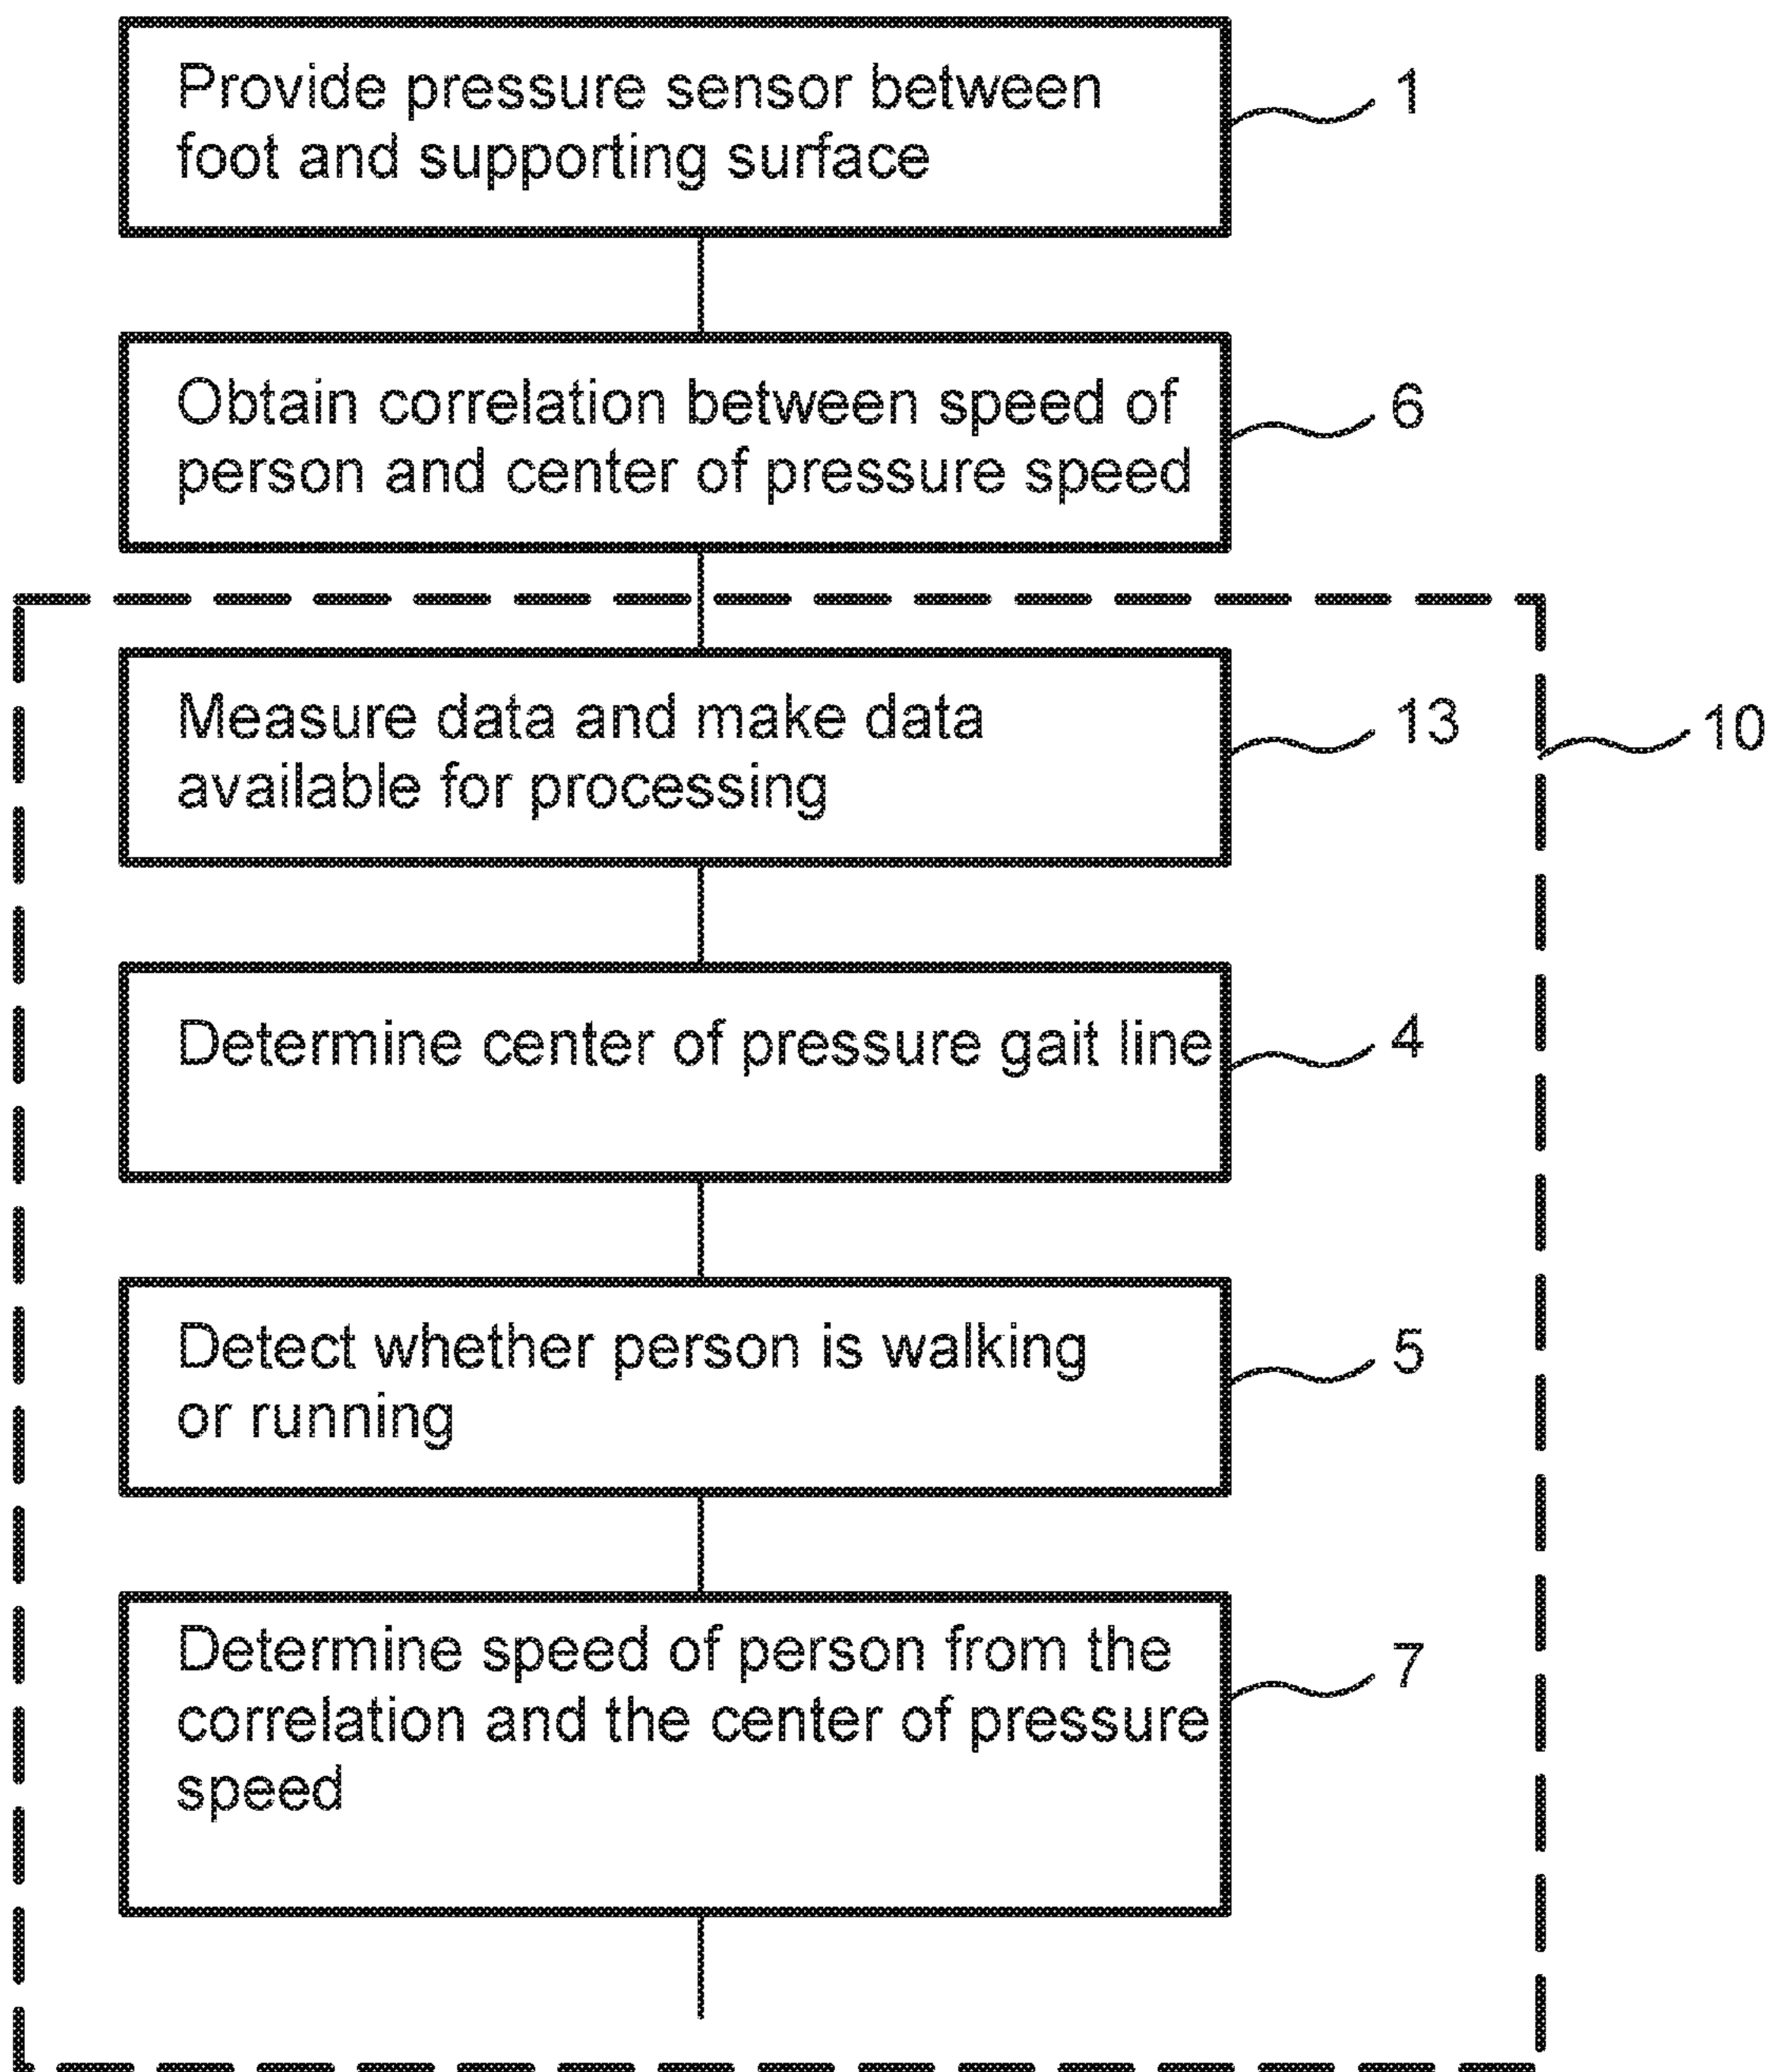 Provide pressure sensor between
foot and supporting surface
1
Obtain correlation between speed of
person and center of pressure speed
6
Measure data and make data
available for processing
13
10
Determine center of pressure gait line
4
Detect whether person is walking
or running
5
Determine speed of person from the
correlation and the center of pressure
speed
7